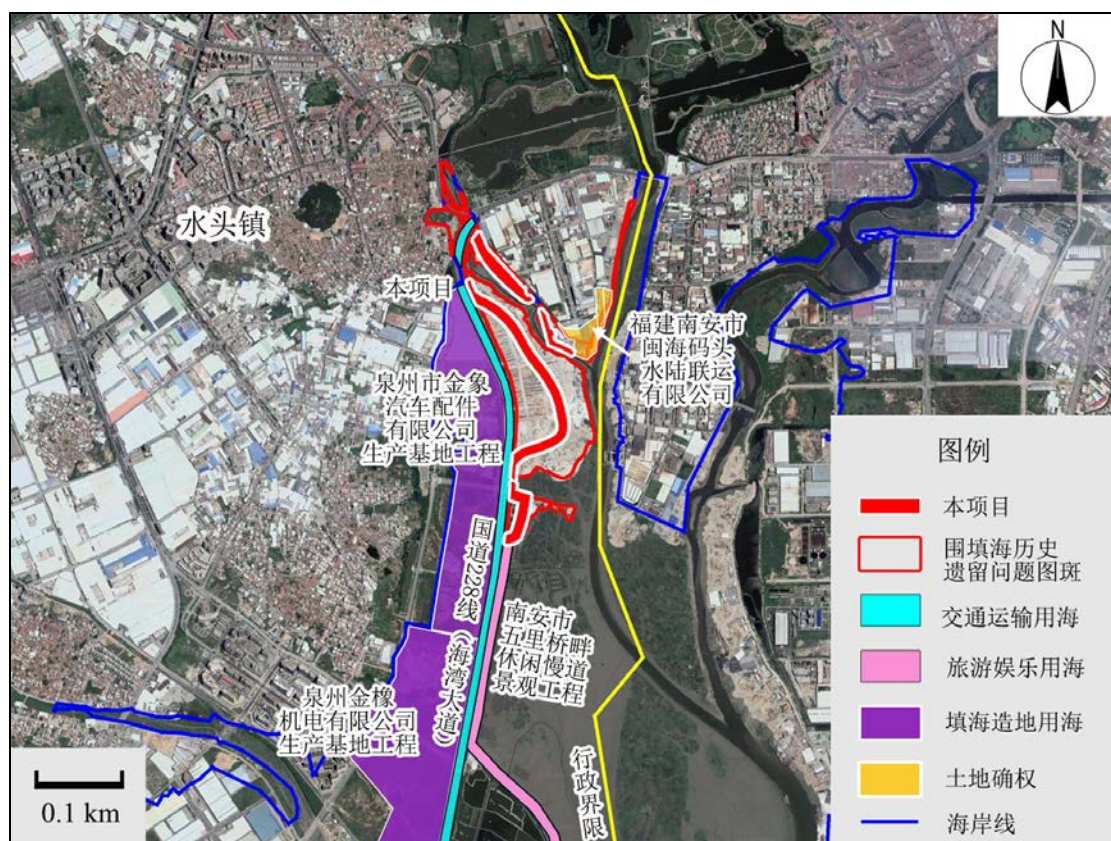 N
水头镇
本项目
福建南安市
闽海码头
水陆联运
有限公司
泉州市金象
汽车配件
有限公司
生产基地工程
国道228线（海湾大道）
南安市
五里桥畔
休闲慢道
景观工程
泉州金橡
机电有限公司
生产基地工程
行政界限
0.1 km
图例
本项目
围填海历史
遗留问题图斑
交通运输用海
旅游娱乐用海
填海造地用海
土地确权
海岸线